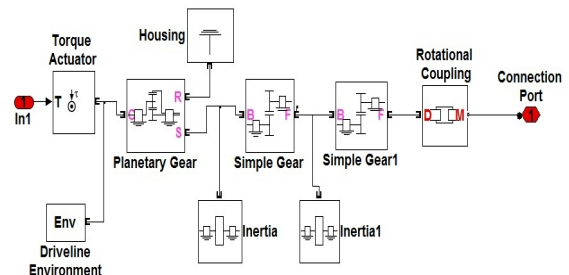 Torque
Actuator
Housing
Rotational
Coupling
Connection
Port
1
In1
T
τ
C
R
S
B
F
B
F
D
M
1
Planetary Gear
Simple Gear
Simple Gear1
Env
Driveline
Environment
Inertia
Inertia1